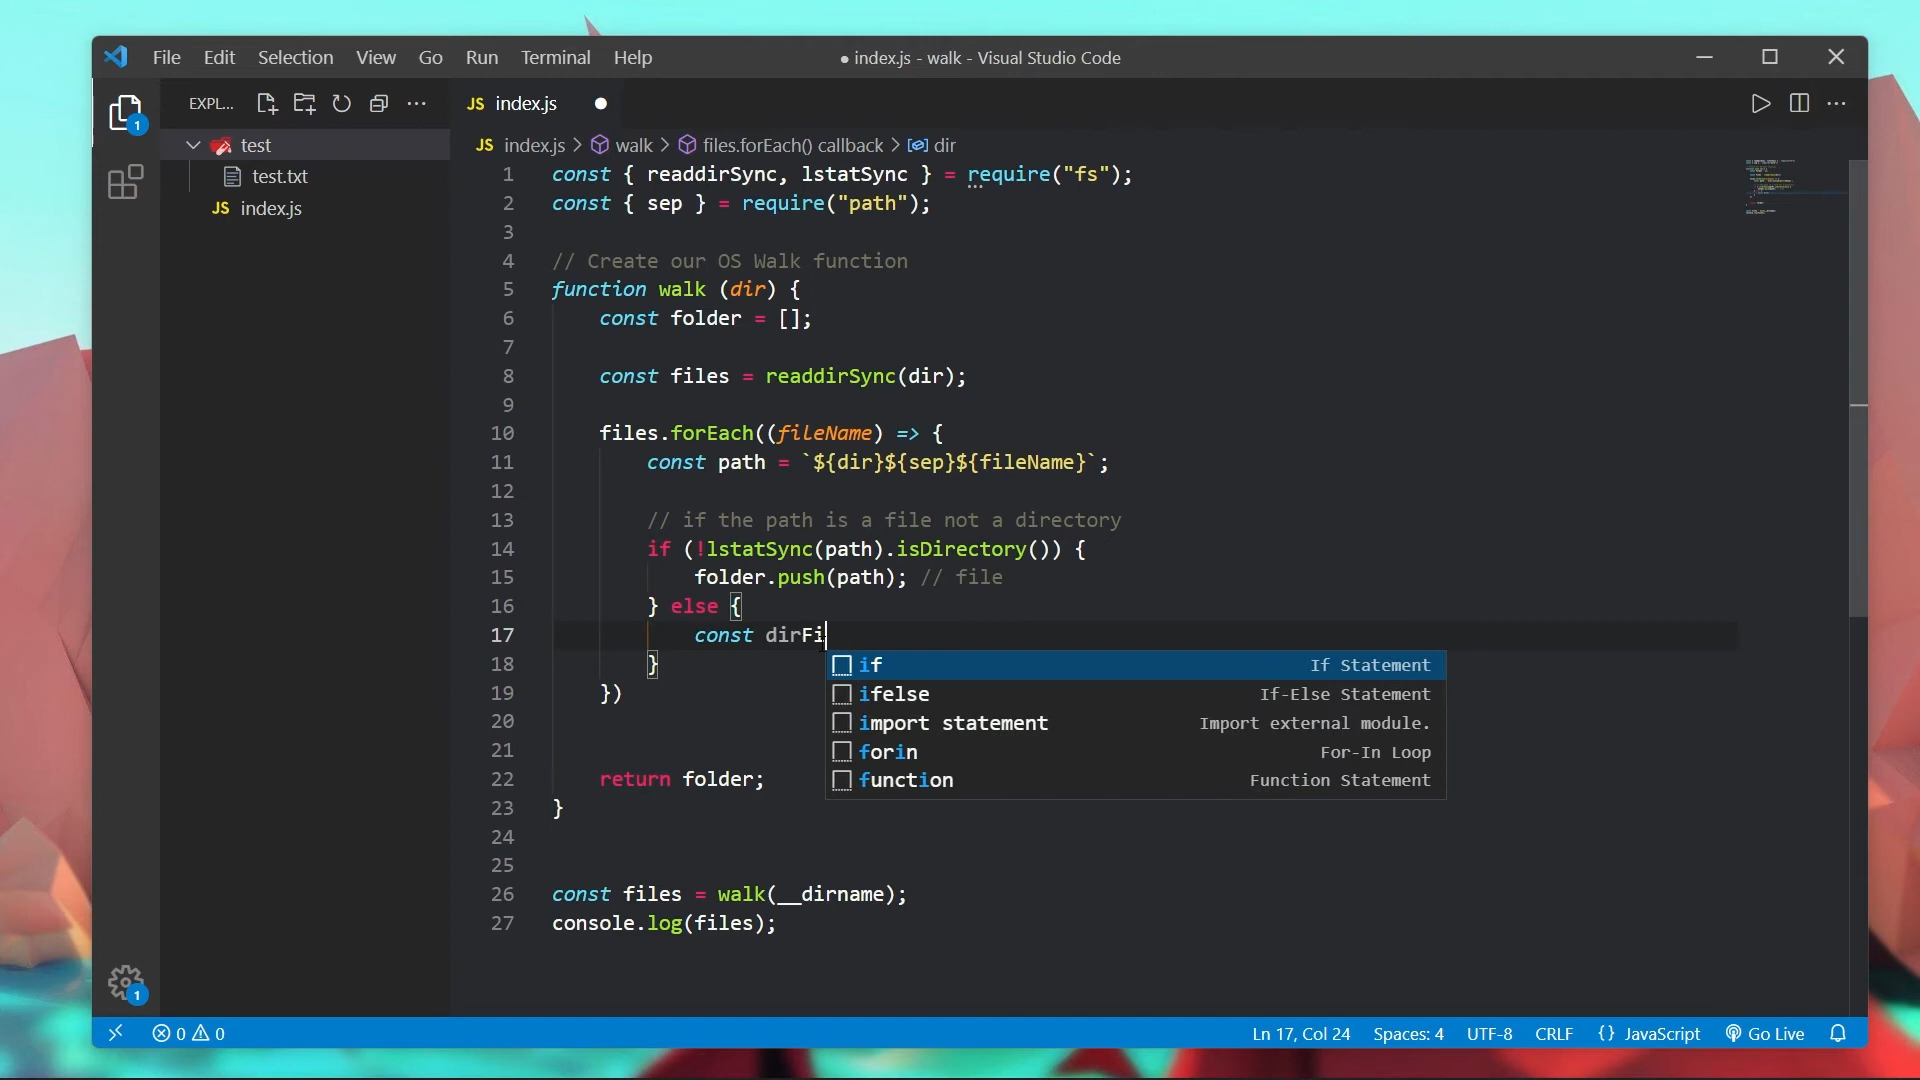 File Edit Selection View Go Run Terminal Help
● index.js - walk - Visual Studio Code
EXPL...
JS index.js
1
test
test.txt
JS index.js
JS index.js > walk > files.forEach() callback > dir
1 const { readdirSync, lstatSync } = require("fs");
2 const { sep } = require("path");
3
4 // Create our OS Walk function
5 function walk (dir) {
6 const folder = [];
7
8 const files = readdirSync(dir);
9
10 files.forEach((fileName) => {
11 const path = `${dir}${sep}${fileName}`;
12
13 // if the path is a file not a directory
14 if (!lstatSync(path).isDirectory()) {
15 folder.push(path); // file
16 } else {
17 const dirFi
18 }
19 })
20
21
22 return folder;
23 }
24
25
26 const files = walk(__dirname);
27 console.log(files);
if If Statement
ifelse If-Else Statement
import statement Import external module.
forin For-In Loop
function Function Statement
1
0 0
Ln 17, Col 24 Spaces: 4 UTF-8 CRLF {} JavaScript Go Live